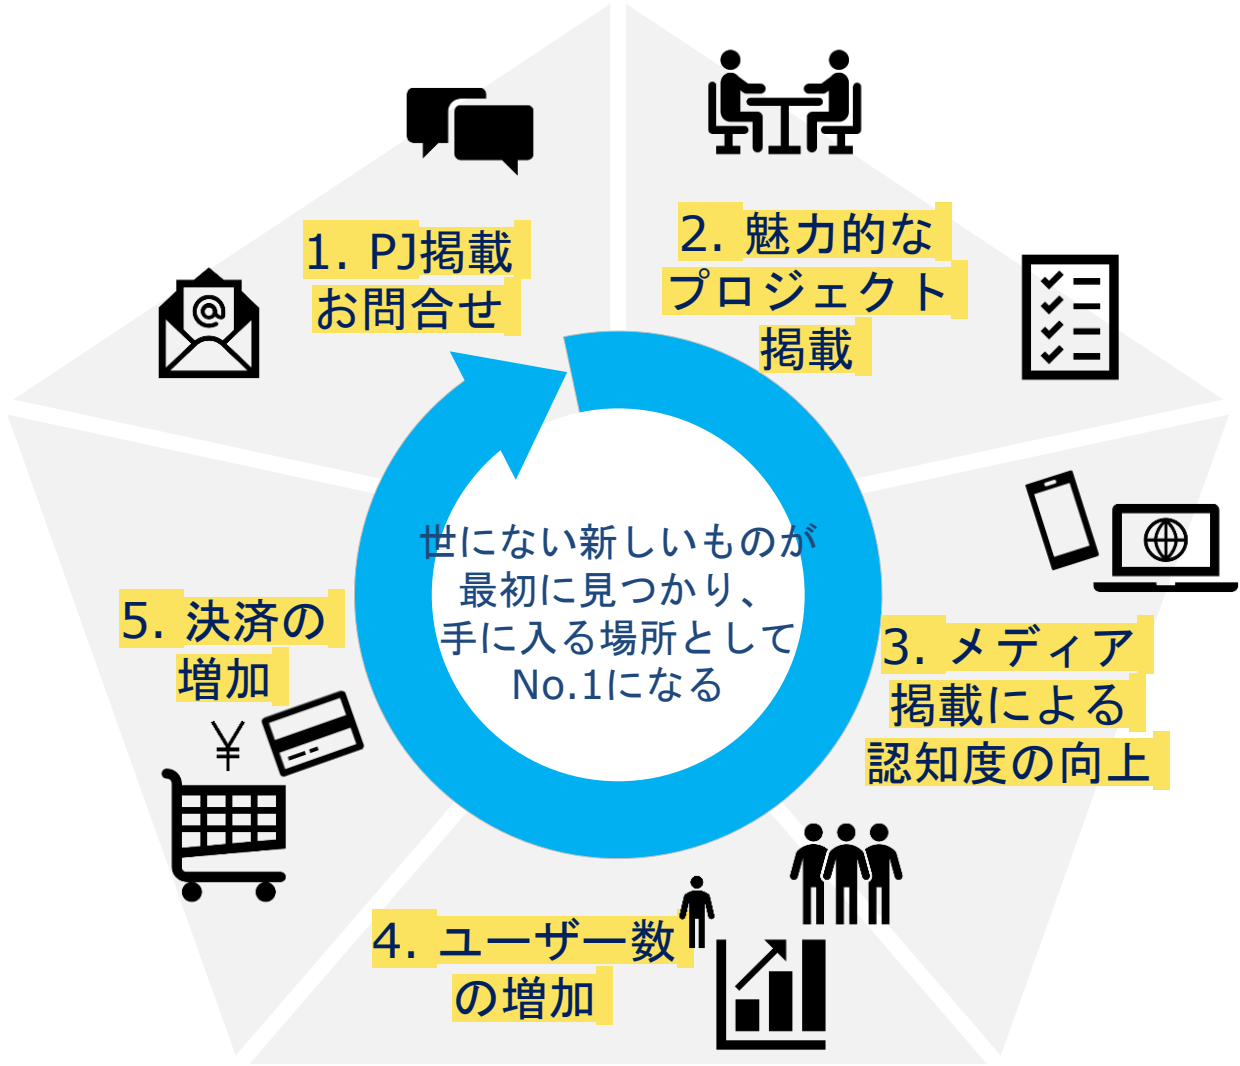 1. PJ掲載
お問合せ
2. 魅力的な
プロジェクト
掲載
3. メディア
掲載による
認知度の向上
4. ユーザー数
の増加
5. 決済の
増加
¥
@
世にない新しいものが
最初に見つかり、
手に入る場所として
No.1になる